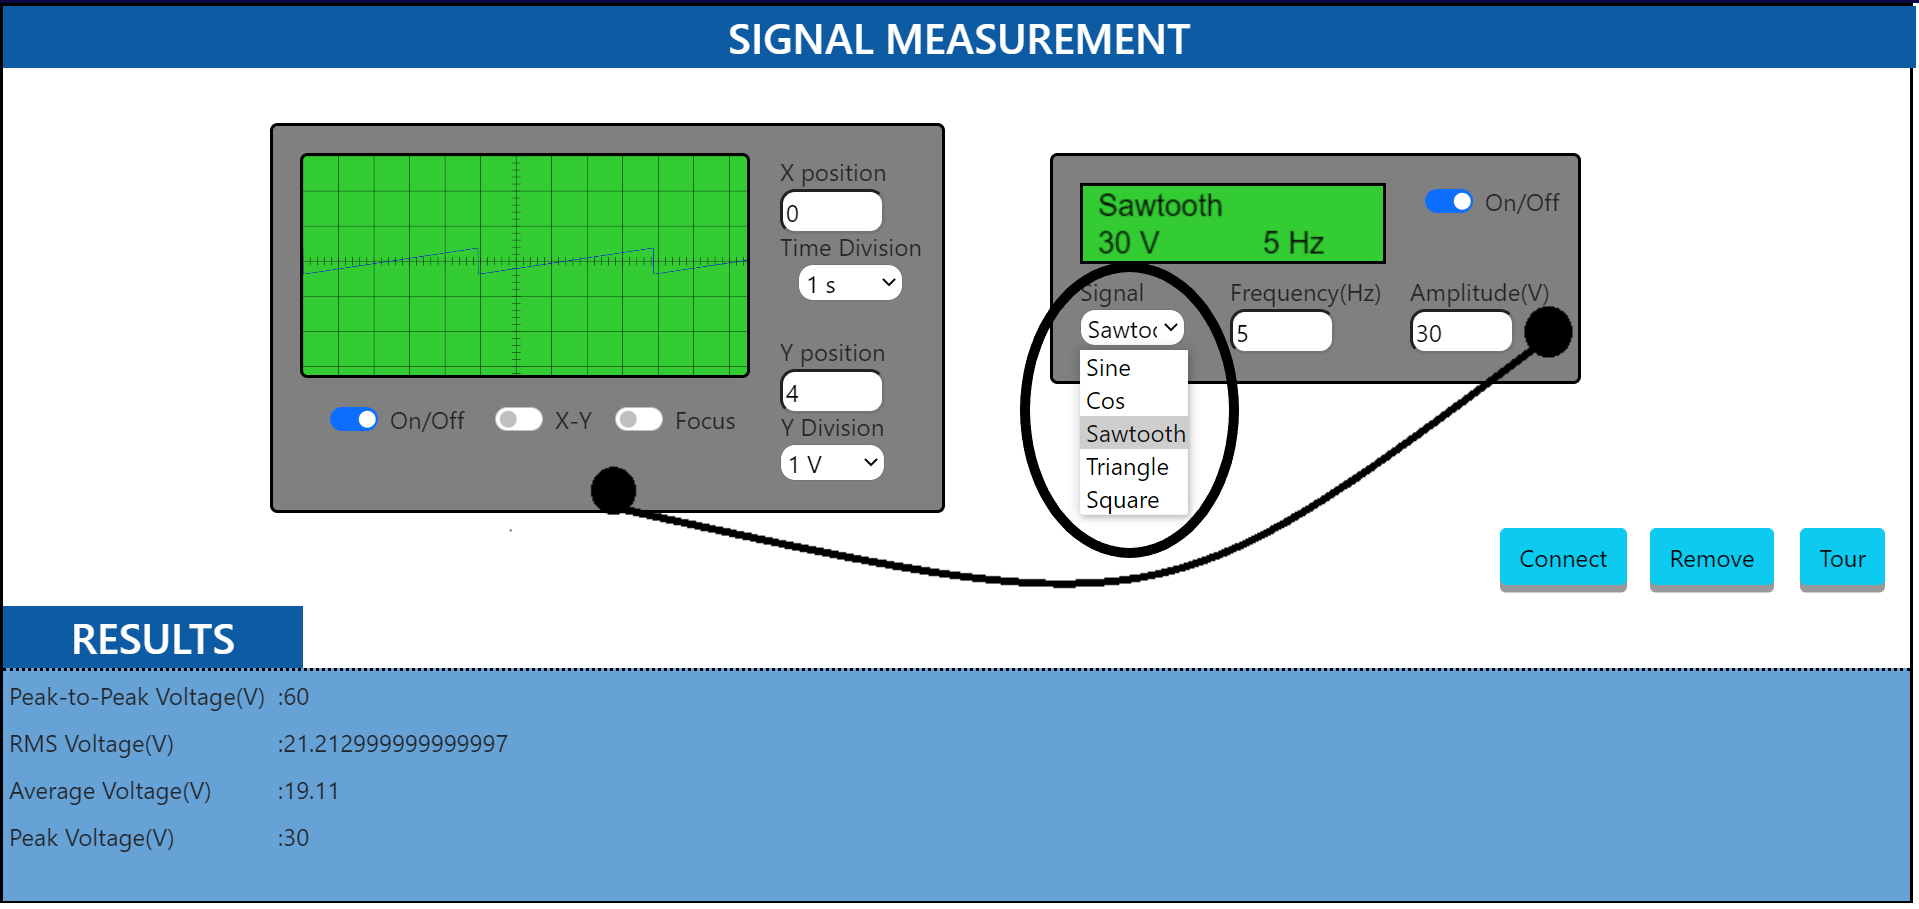 SIGNAL MEASUREMENT
X position
0
Time Division
1 s
Y position
4
Y Division
1 V
On/Off
X-Y
Focus
Sawtooth
30 V 5 Hz
On/Off
Signal
Frequency(Hz)
Amplitude(V)
Sawtoo
5
30
Sine
Cos
Sawtooth
Triangle
Square
Connect
Remove
Tour
RESULTS
Peak-to-Peak Voltage(V) :60
RMS Voltage(V) :21.212999999999997
Average Voltage(V) :19.11
Peak Voltage(V) :30